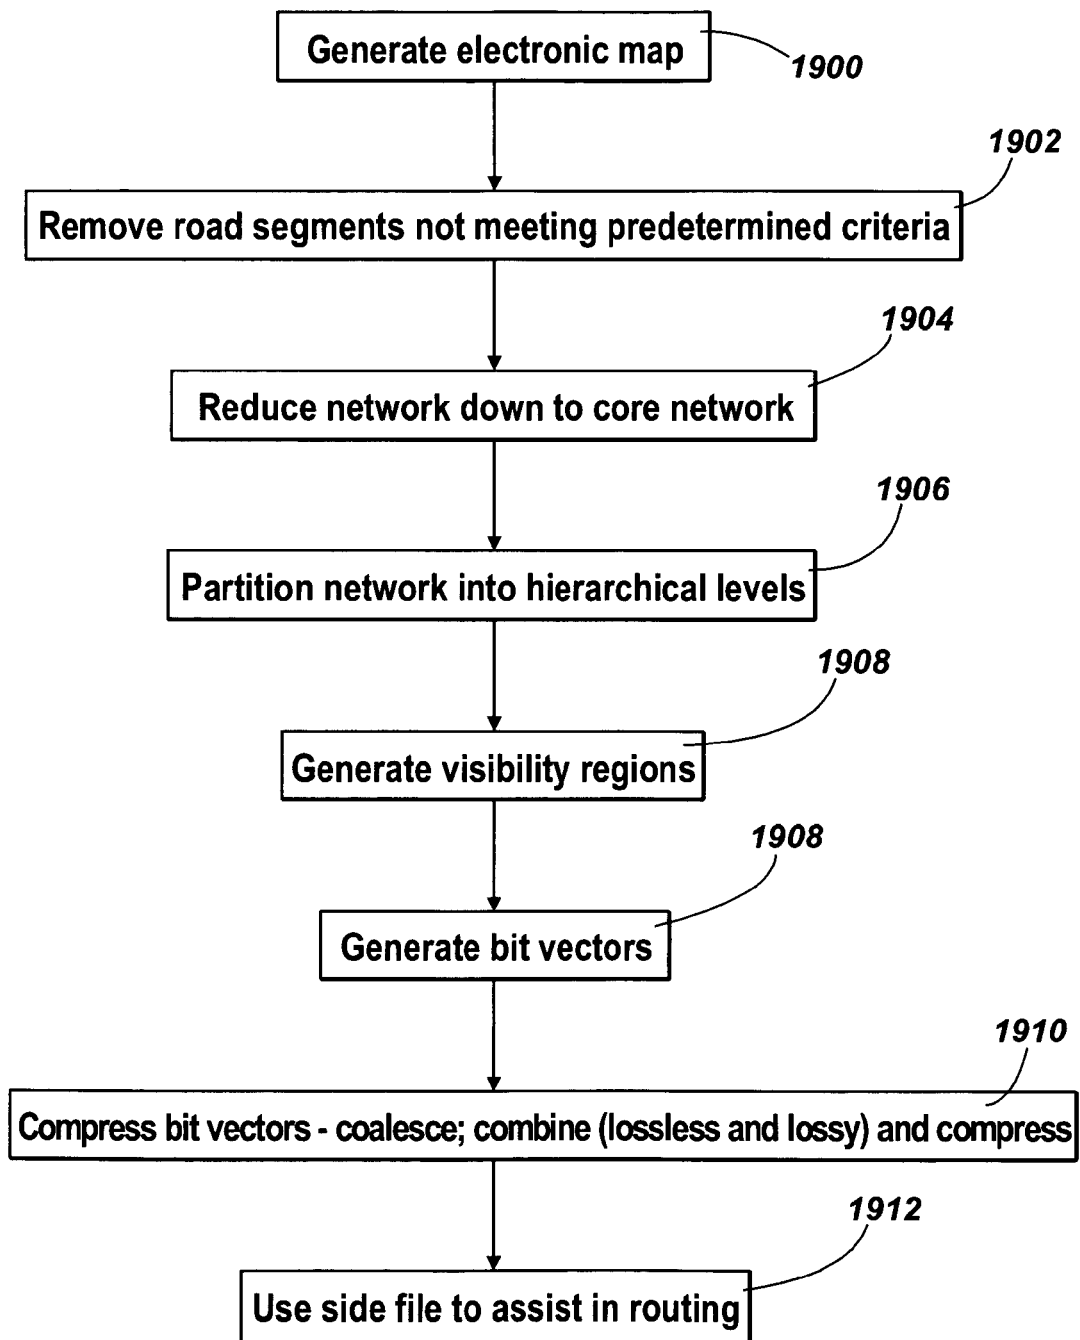 Generate electronic map
1900
1902
Remove road segments not meeting predetermined criteria
1904
Reduce network down to core network
1906
Partition network into hierarchical levels
1908
Generate visibility regions
1908
Generate bit vectors
1910
Compress bit vectors - coalesce; combine (lossless and lossy) and compress
1912
Use side file to assist in routing